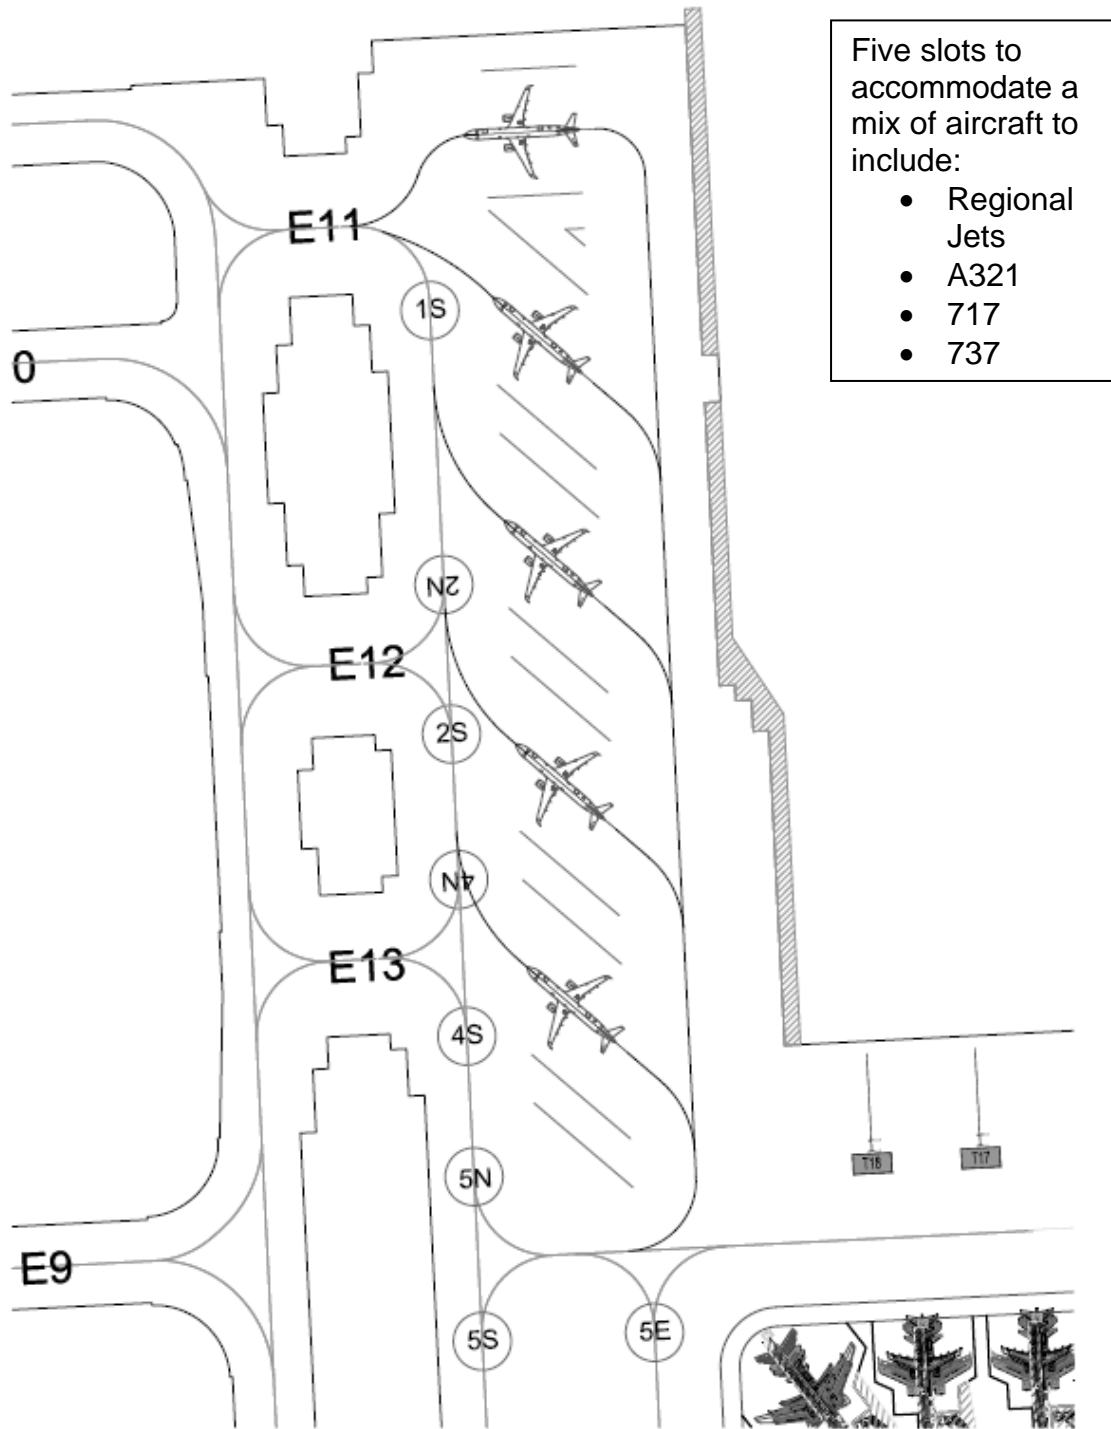 Five slots to
accommodate a
mix of aircraft to
include:
• Regional
Jets
• A321
• 717
• 737
E11
1S
0
2N
E12
2S
4N
E13
4S
T18
T17
5N
E9
5S
5E